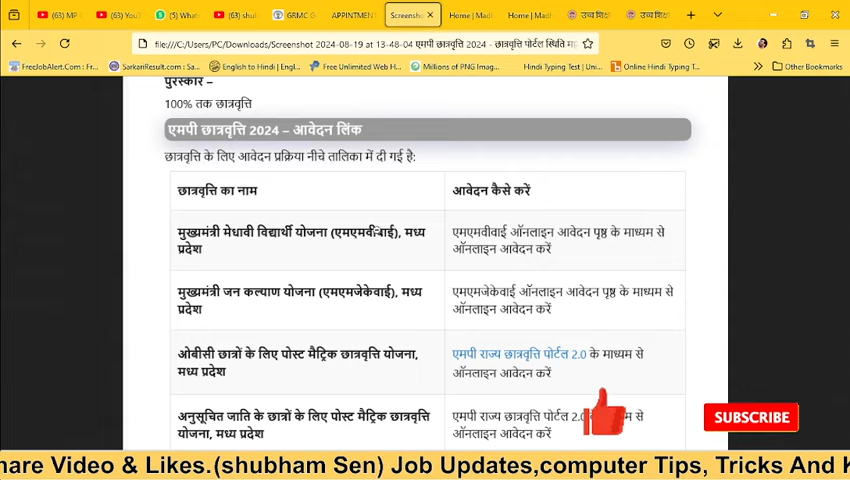 (63) MP
(63) YouT
(5) Whats
(63) shul
GRMC G
APPOINTMENT
Screensho
Home | Madh
Home | Madh
उच्च शिक्ष
उच्च शिक्ष
file:///C:/Users/PC/Downloads/Screenshot 2024-08-19 at 13-48-04 एमपी छात्रवृत्ति 2024 - छात्रवृत्ति पोर्टल स्थिति
FreeJobAlert.Com : Fr...
SarkariResult.com : Sa...
English to Hindi | Engl...
Free Unlimited Web H...
Millions of PNG Imag...
Hindi Typing Test | Uni...
Online Hindi Typing T...
Other Bookmarks
पुरस्कार –
100% तक छात्रवृत्ति
एमपी छात्रवृत्ति 2024 – आवेदन लिंक
छात्रवृत्ति के लिए आवेदन प्रक्रिया नीचे तालिका में दी गई है:
छात्रवृत्ति का नाम
आवेदन कैसे करें
मुख्यमंत्री मेधावी विद्यार्थी योजना (एमएमवीवाई), मध्य
प्रदेश
एमएमवीवाई ऑनलाइन आवेदन पृष्ठ के माध्यम से
ऑनलाइन आवेदन करें
मुख्यमंत्री जन कल्याण योजना (एमएमजेकेवाई), मध्य
प्रदेश
एमएमजेकेवाई ऑनलाइन आवेदन पृष्ठ के माध्यम से
ऑनलाइन आवेदन करें
ओबीसी छात्रों के लिए पोस्ट मैट्रिक छात्रवृत्ति योजना,
मध्य प्रदेश
एमपी राज्य छात्रवृत्ति पोर्टल 2.0 के माध्यम से
ऑनलाइन आवेदन करें
अनुसूचित जाति के छात्रों के लिए पोस्ट मैट्रिक छात्रवृत्ति
योजना, मध्य प्रदेश
एमपी राज्य छात्रवृत्ति पोर्टल 2.0 से
ऑनलाइन आवेदन करें
SUBSCRIBE
hare Video & Likes.(shubham Sen) Job Updates,computer Tips, Tricks And K